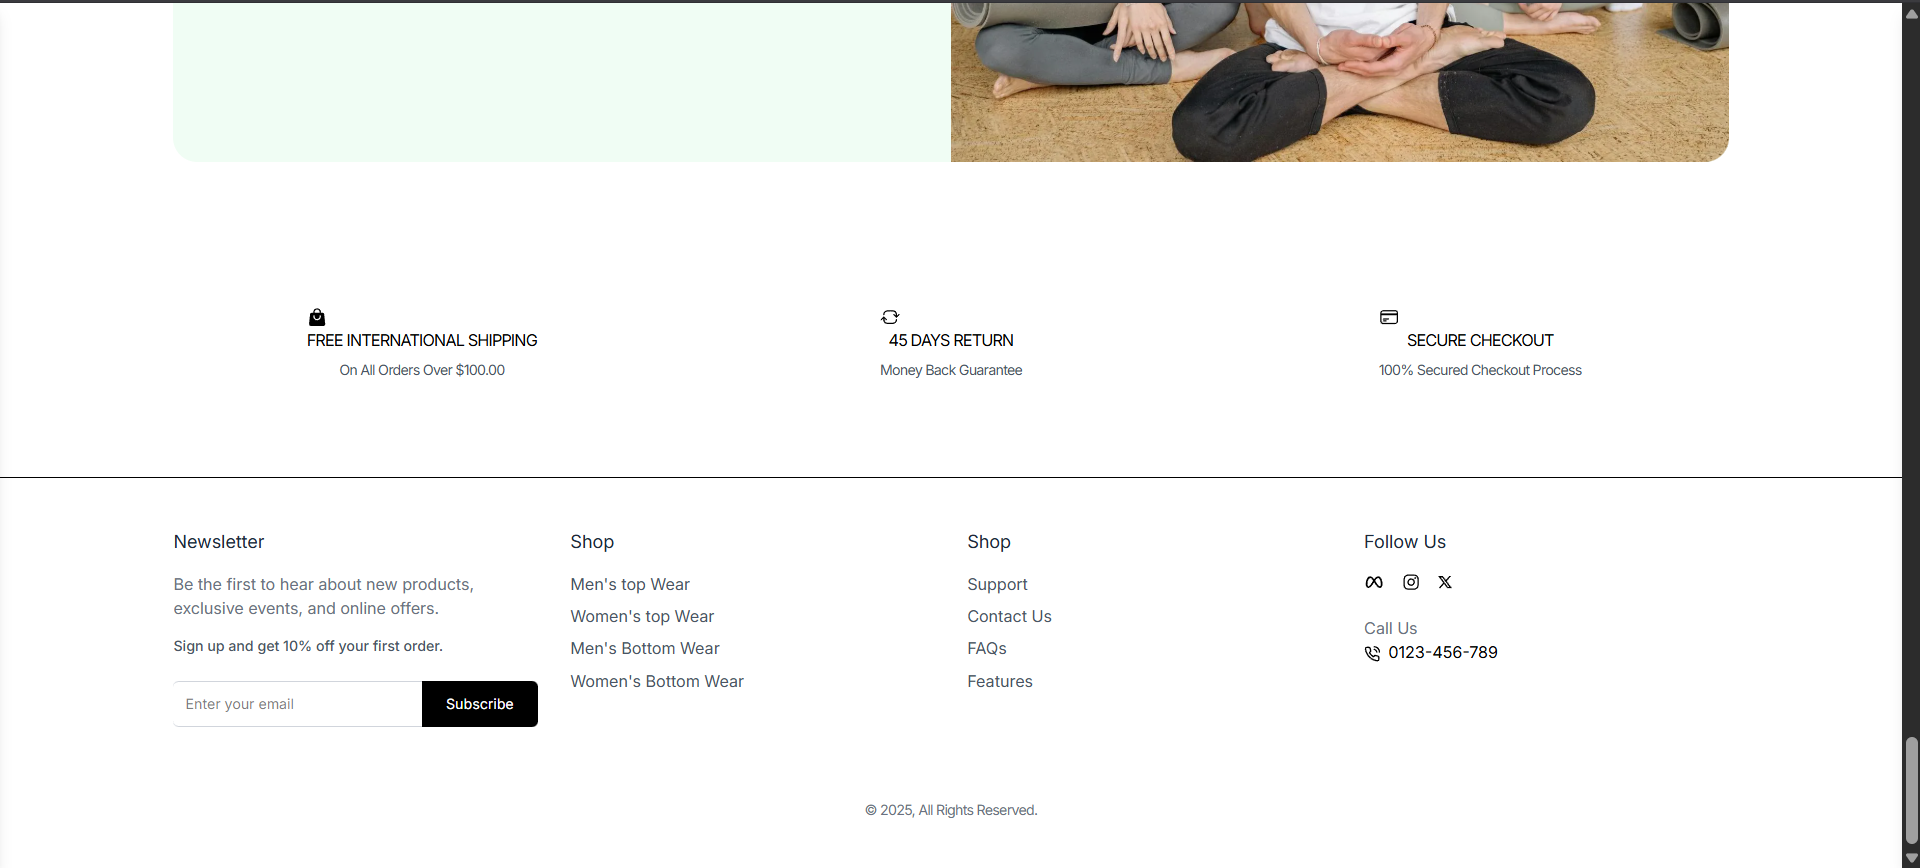 FREE INTERNATIONAL SHIPPING
On All Orders Over $100.00
45 DAYS RETURN
Money Back Guarantee
SECURE CHECKOUT
100% Secured Checkout Process
Newsletter
Be the first to hear about new products,
exclusive events, and online offers.
Sign up and get 10% off your first order.
Enter your email
Subscribe
Shop
Men's top Wear
Women's top Wear
Men's Bottom Wear
Women's Bottom Wear
Shop
Support
Contact Us
FAQs
Features
Follow Us
Call Us
0123-456-789
© 2025, All Rights Reserved.